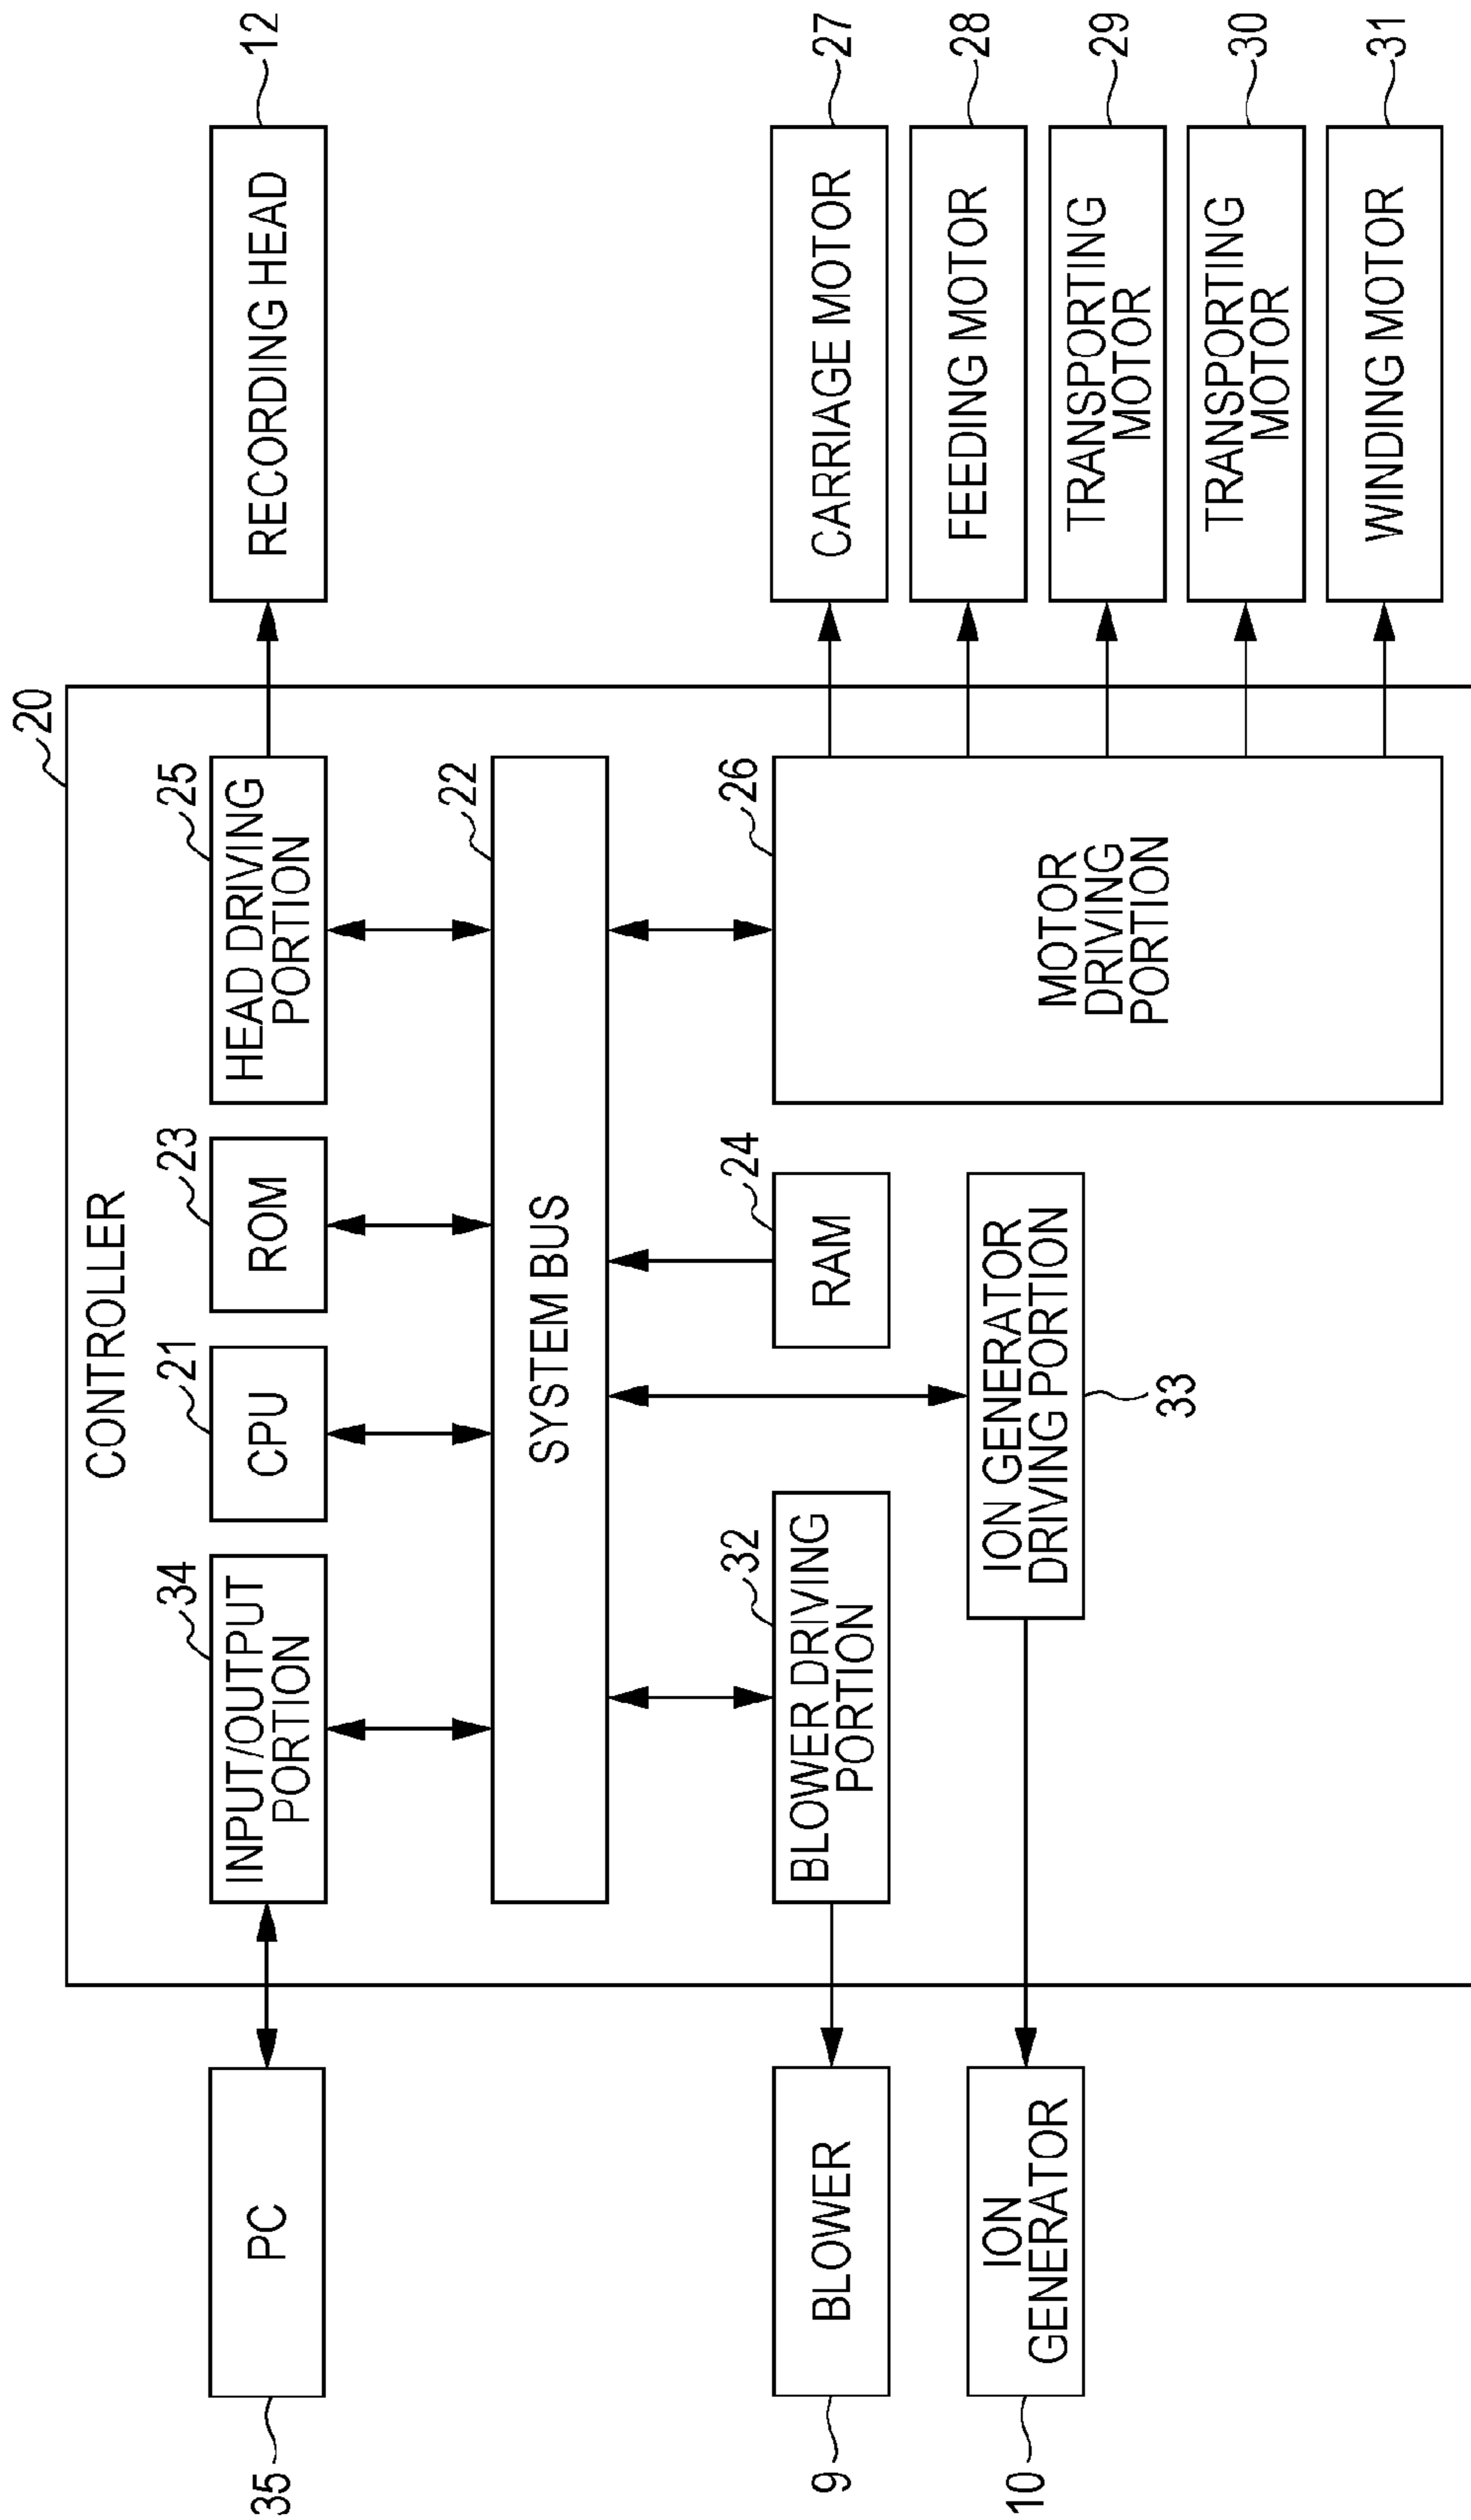 20
CONTROLLER
35
PC
34
INPUT/OUTPUT
PORTION
21
CPU
23
ROM
25
HEAD DRIVING
PORTION
RECORDING HEAD
12
22
SYSTEM BUS
9
BLOWER
32
BLOWER DRIVING
PORTION
24
RAM
26
MOTOR
DRIVING
PORTION
CARRIAGE MOTOR
27
FEEDING MOTOR
28
TRANSPORTING
MOTOR
29
TRANSPORTING
MOTOR
30
WINDING MOTOR
31
10
ION
GENERATOR
ION GENERATOR
DRIVING PORTION
33